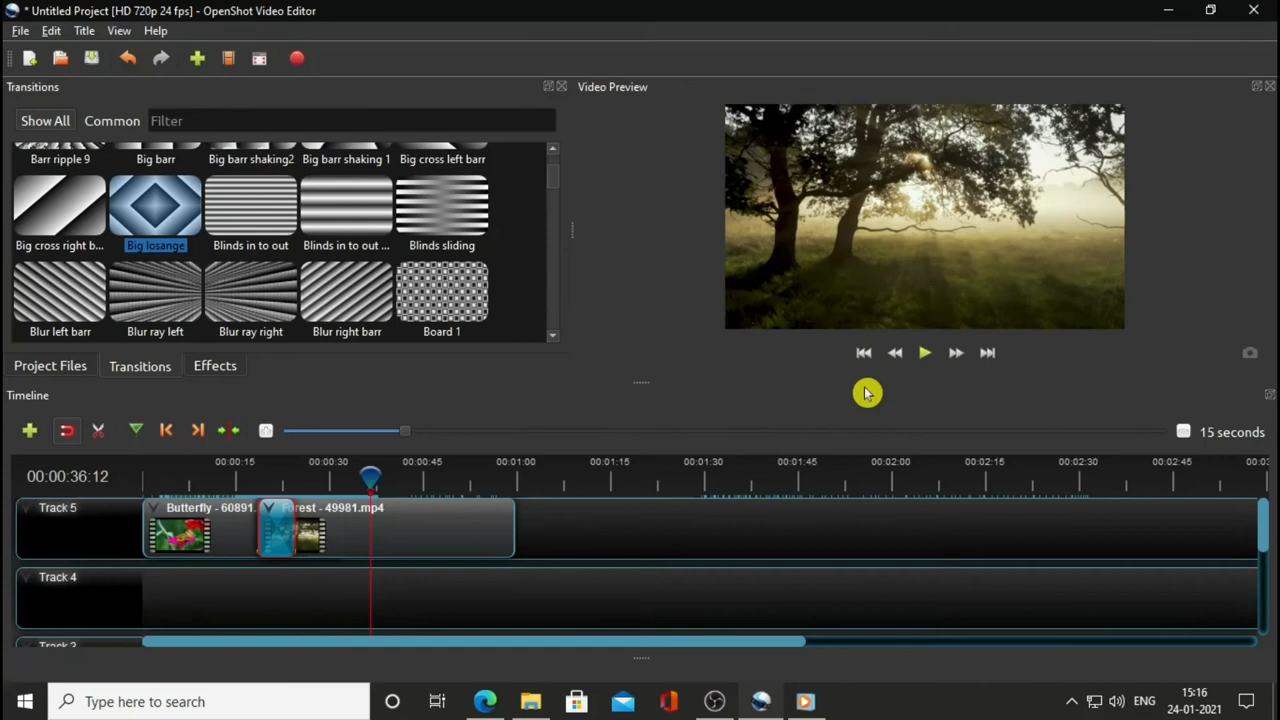 * Untitled Project [HD 720p 24 fps] - OpenShot Video Editor
File Edit Title View Help
Transitions
Video Preview
Show All Common Filter
Barr ripple 9 Big barr Big barr shaking2 Big barr shaking 1 Big cross left barr
Big cross right b... Big losange Blinds in to out Blinds in to out ... Blinds sliding
Blur left barr Blur ray left Blur ray right Blur right barr Board 1
Project Files Transitions Effects
Timeline
15 seconds
00:00:36:12 00:00:15 00:00:30 00:00:45 00:01:00 00:01:15 00:01:30 00:01:45 00:02:00 00:02:15 00:02:30 00:02:45
Track 5 Butterfly - 60891. Forest - 49981.mp4
Track 4
Track 3
Type here to search
ENG
15:16
24-01-2021